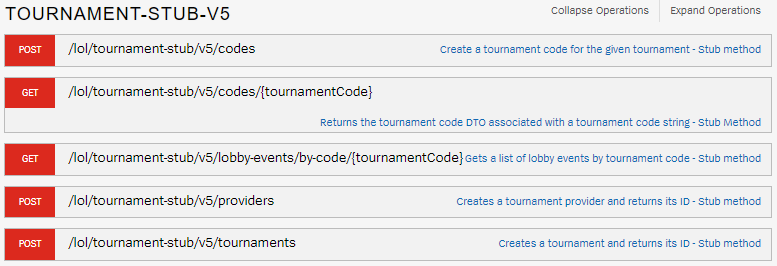 TOURNAMENT-STUB-V5
Collapse Operations
Expand Operations
POST /lol/tournament-stub/v5/codes Create a tournament code for the given tournament - Stub method
GET /lol/tournament-stub/v5/codes/{tournamentCode}
Returns the tournament code DTO associated with a tournament code string - Stub Method
GET /lol/tournament-stub/v5/lobby-events/by-code/{tournamentCode} Gets a list of lobby events by tournament code - Stub method
POST /lol/tournament-stub/v5/providers Creates a tournament provider and returns its ID - Stub method
POST /lol/tournament-stub/v5/tournaments Creates a tournament and returns its ID - Stub method